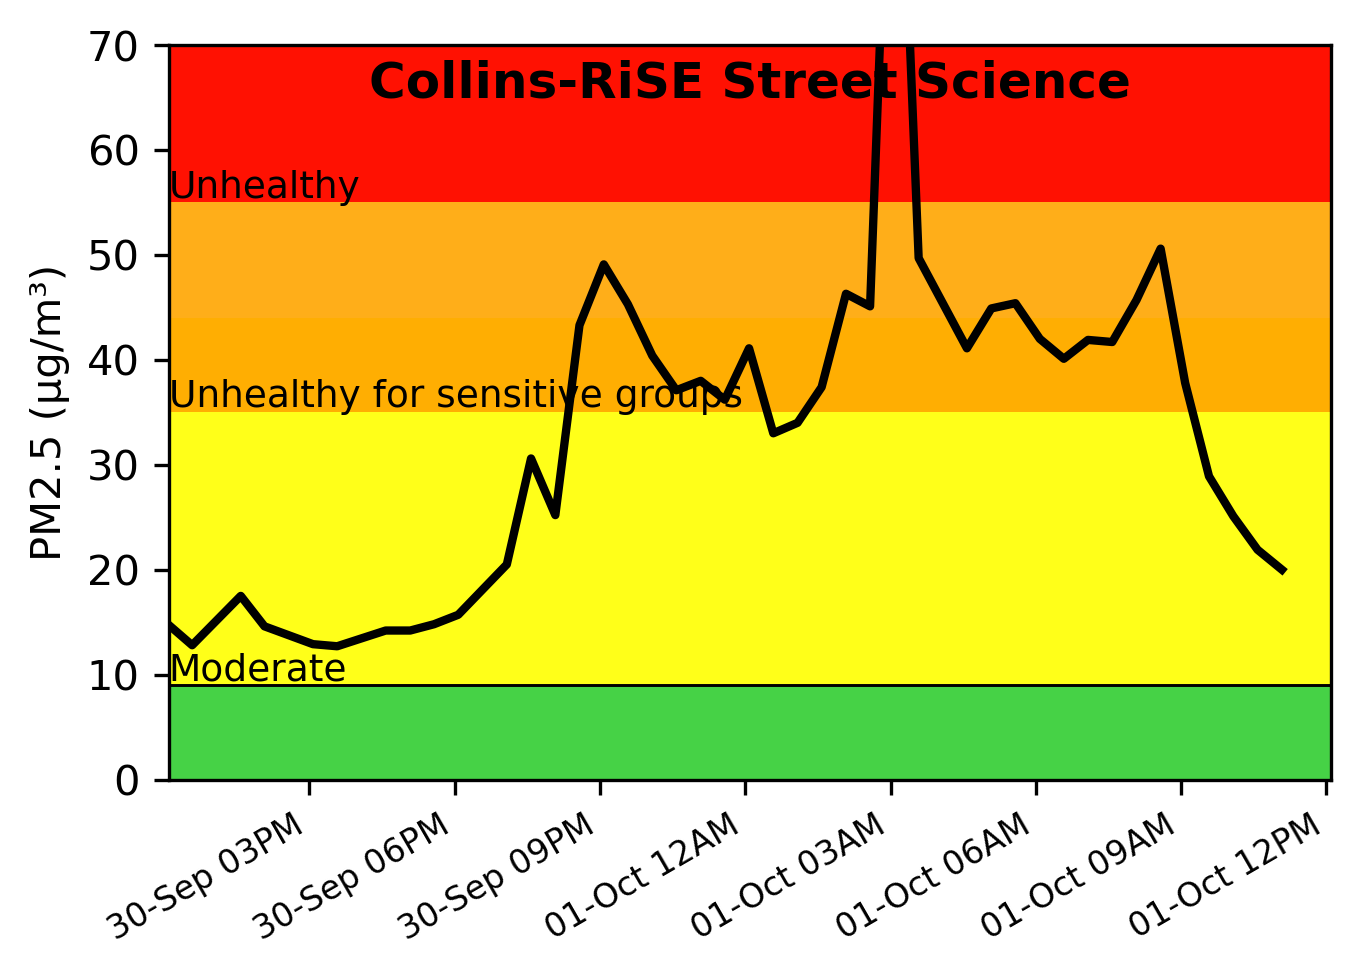 Collins-RiSE Street Science
70
60
50
40
30
20
10
0
PM2.5 (µg/m³)
Unhealthy
Unhealthy for sensitive groups
Moderate
30-Sep 03PM
30-Sep 06PM
30-Sep 09PM
01-Oct 12AM
01-Oct 03AM
01-Oct 06AM
01-Oct 09AM
01-Oct 12PM